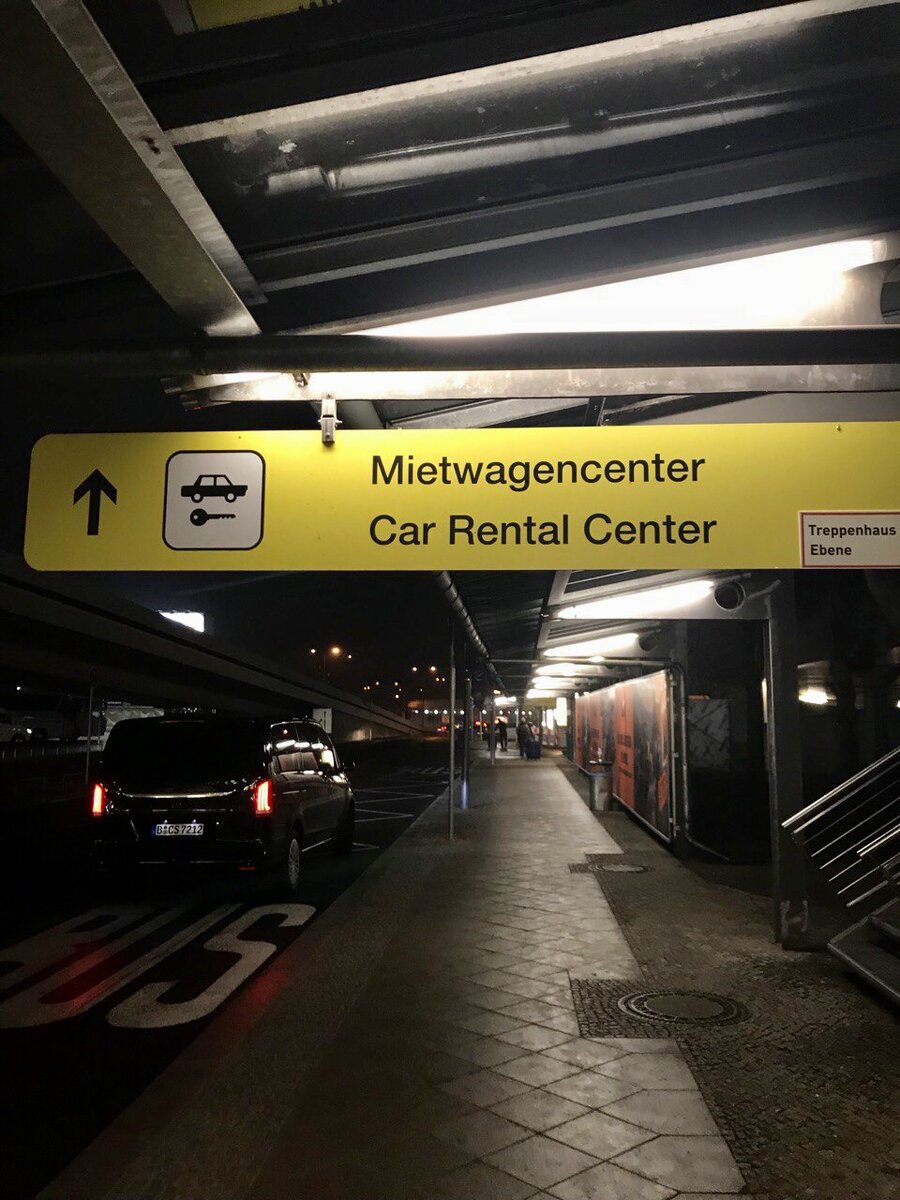 Mietwagencenter
Car Rental Center
Treppenhaus
Ebene
B CS 7212
BUS